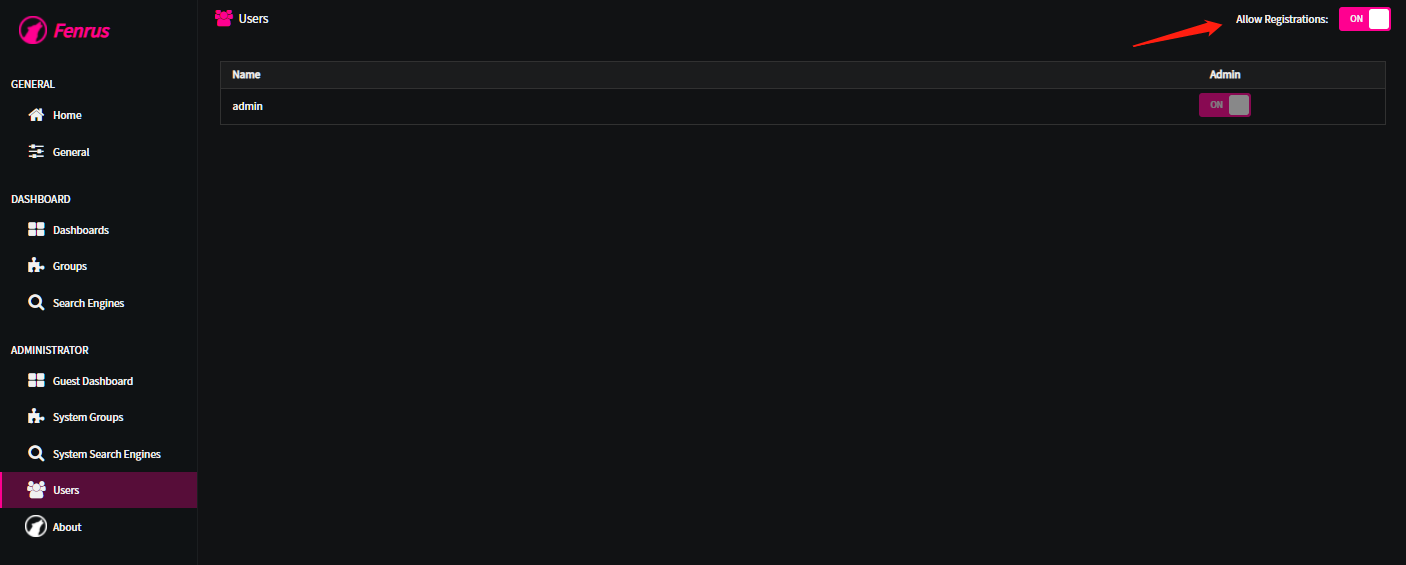 Fenrus
GENERAL
Home
General
DASHBOARD
Dashboards
Groups
Search Engines
ADMINISTRATOR
Guest Dashboard
System Groups
System Search Engines
Users
About
Users
Allow Registrations: ON
Name Admin
admin ON